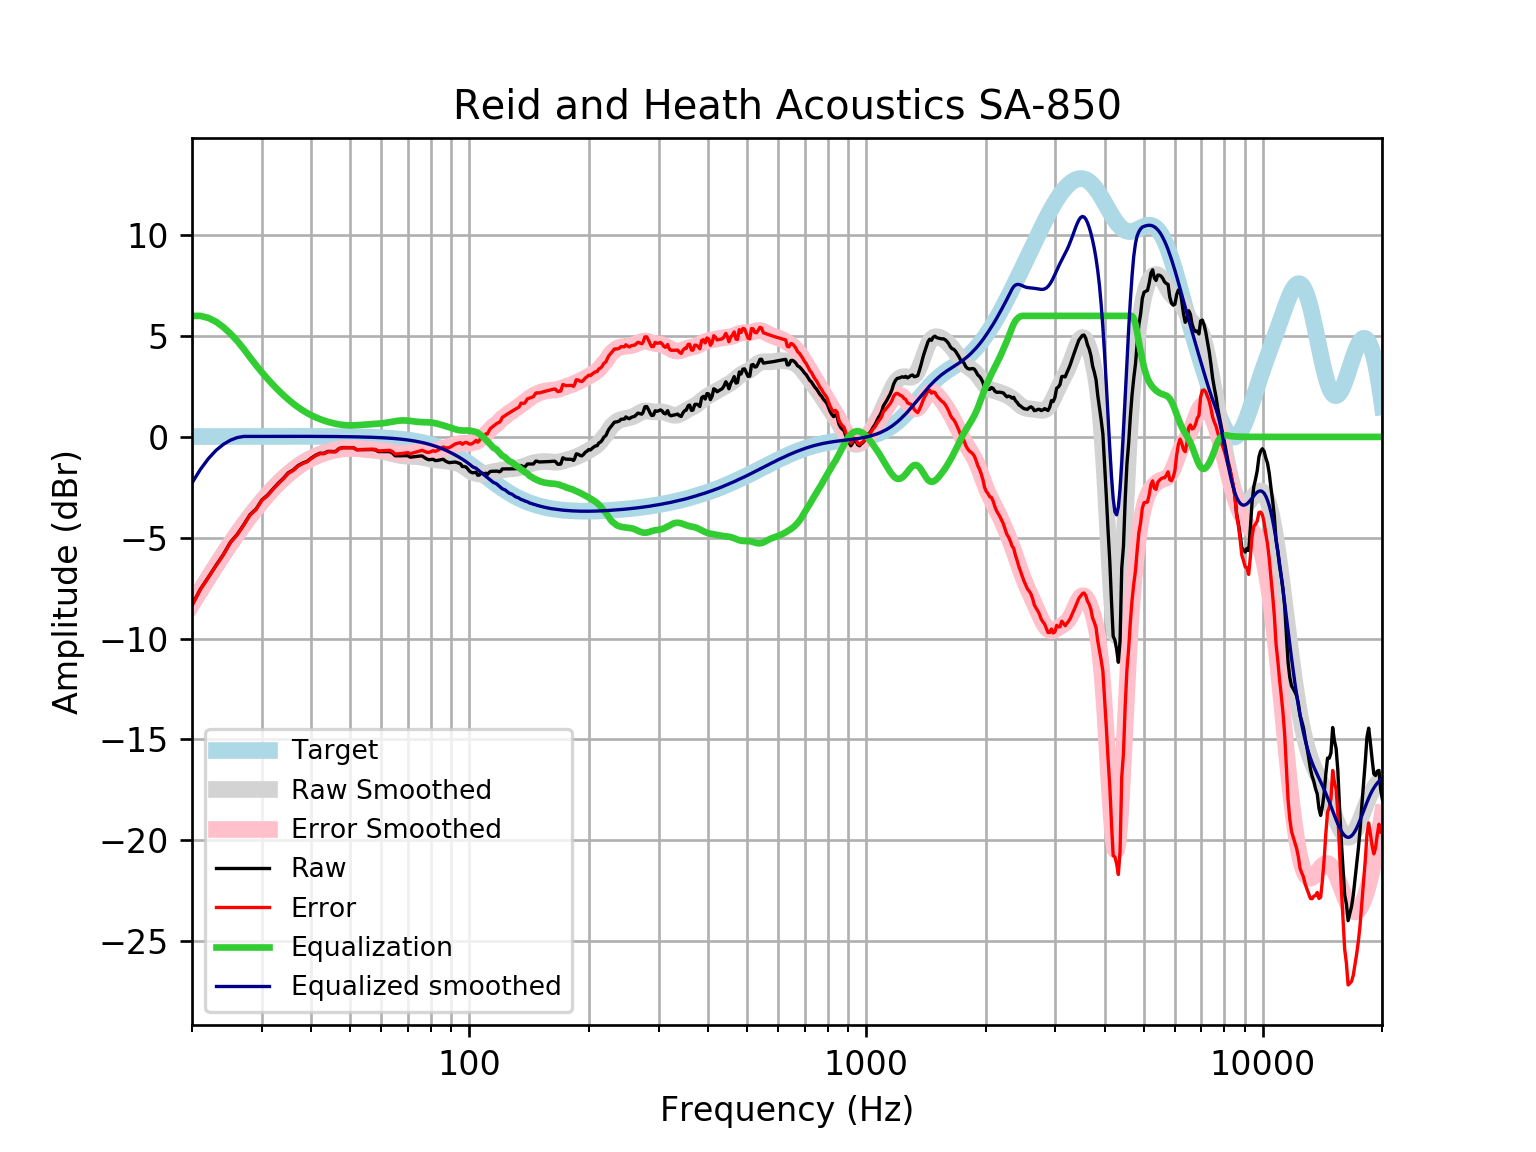 Reid and Heath Acoustics SA-850
Amplitude (dBr)
10
5
0
−5
−10
−15
−20
−25
Target
Raw Smoothed
Error Smoothed
Raw
Error
Equalization
Equalized smoothed
100
1000
10000
Frequency (Hz)